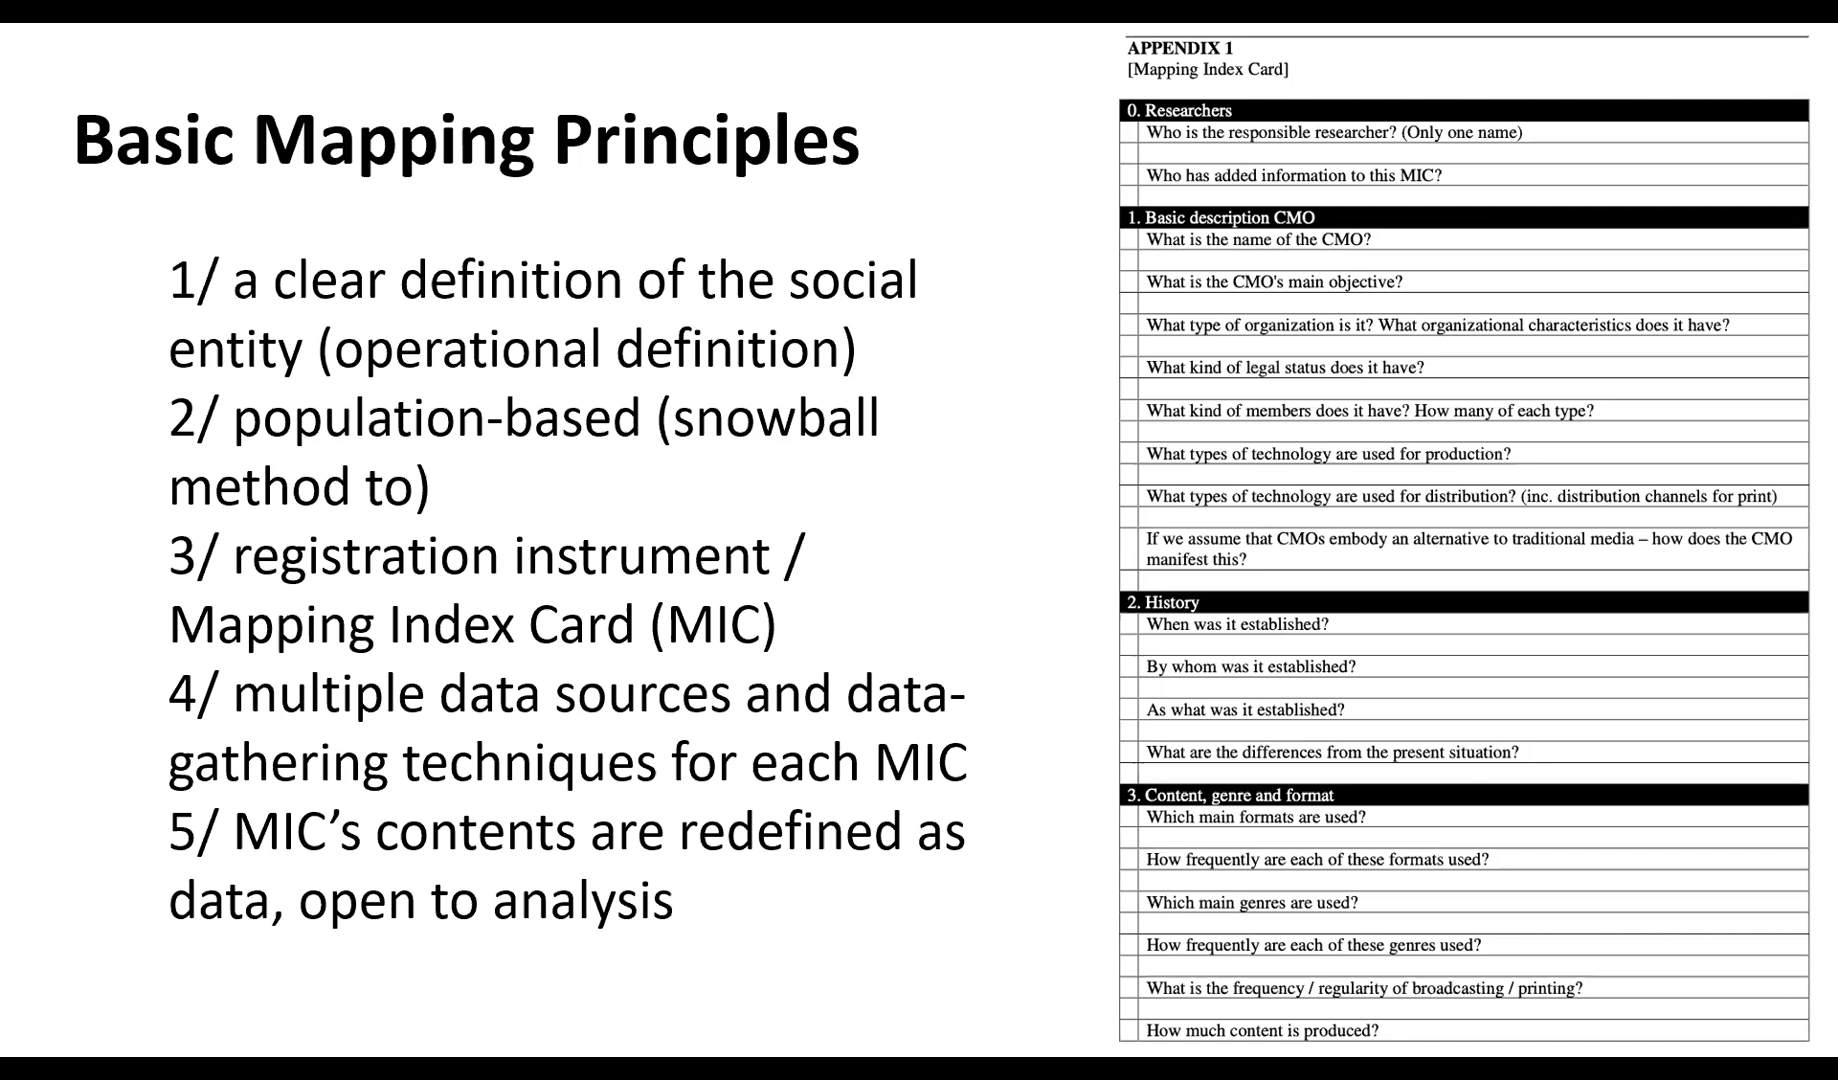 Basic Mapping Principles
1/ a clear definition of the social
entity (operational definition)
2/ population-based (snowball
method to)
3/ registration instrument /
Mapping Index Card (MIC)
4/ multiple data sources and data-
gathering techniques for each MIC
5/ MIC’s contents are redefined as
data, open to analysis
APPENDIX 1
[Mapping Index Card]
0. Researchers
Who is the responsible researcher? (Only one name)
Who has added information to this MIC?
1. Basic description CMO
What is the name of the CMO?
What is the CMO's main objective?
What type of organization is it? What organizational characteristics does it have?
What kind of legal status does it have?
What kind of members does it have? How many of each type?
What types of technology are used for production?
What types of technology are used for distribution? (inc. distribution channels for print)
If we assume that CMOs embody an alternative to traditional media – how does the CMO
manifest this?
2. History
When was it established?
By whom was it established?
As what was it established?
What are the differences from the present situation?
3. Content, genre and format
Which main formats are used?
How frequently are each of these formats used?
Which main genres are used?
How frequently are each of these genres used?
What is the frequency / regularity of broadcasting / printing?
How much content is produced?